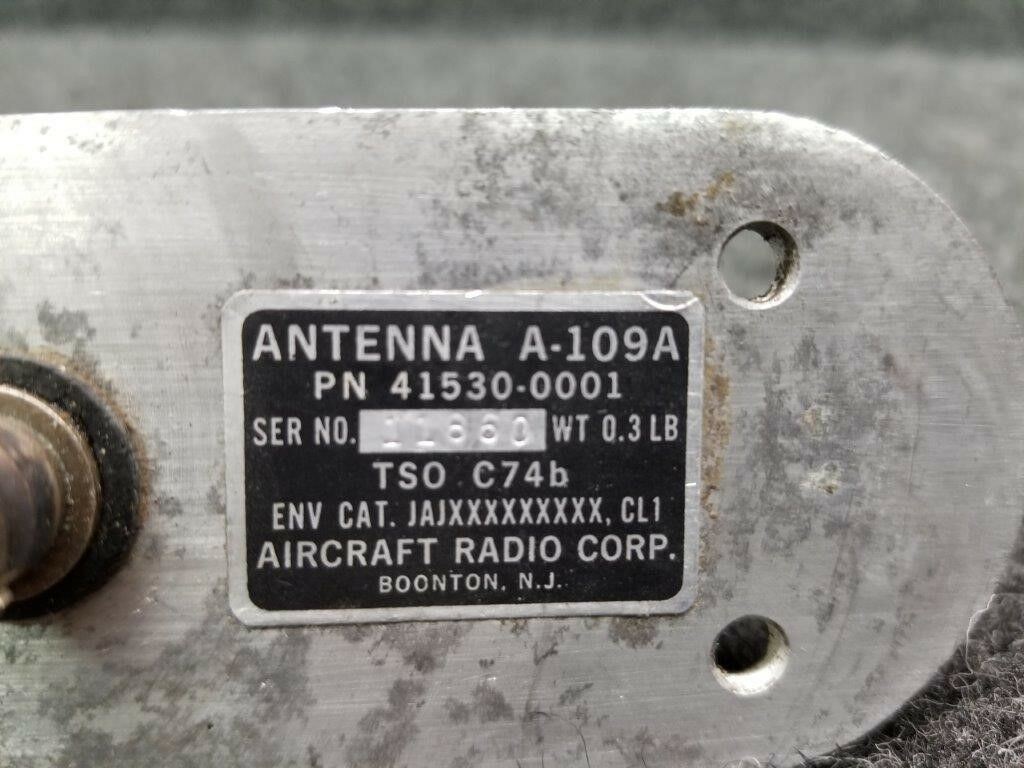 ANTENNA A-109A
PN 41530-0001
SER NO. 11660 WT 0.3 LB
TSO C74b
ENV CAT. JAJXXXXXXXXX, CL1
AIRCRAFT RADIO CORP.
BOONTON, N.J.